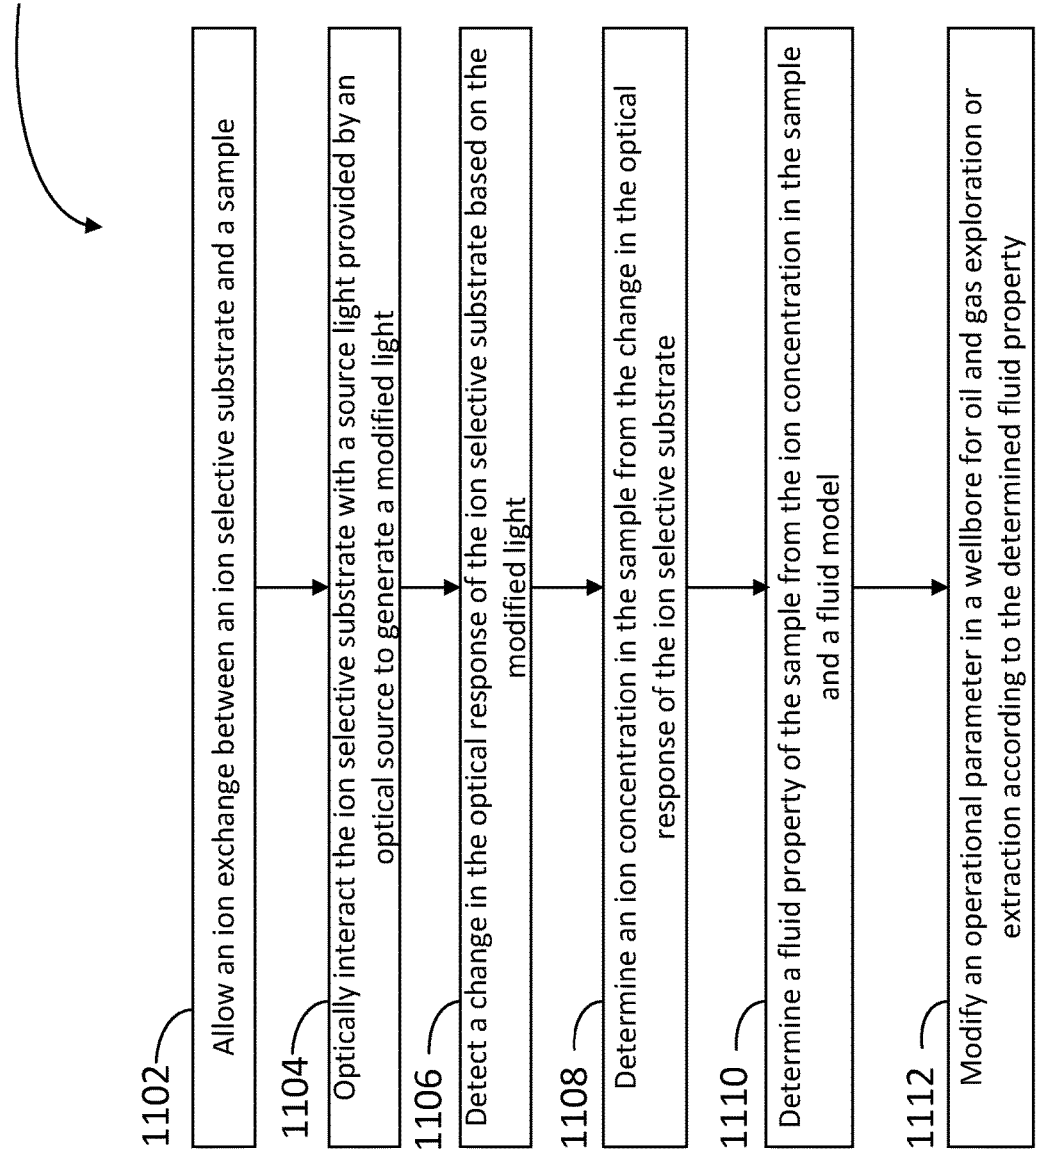 1102
Allow an ion exchange between an ion selective substrate and a sample
1104
Optically interact the ion selective substrate with a source light provided by an
optical source to generate a modified light
1106
Detect a change in the optical response of the ion selective substrate based on the
modified light
1108
Determine an ion concentration in the sample from the change in the optical
response of the ion selective substrate
1110
Determine a fluid property of the sample from the ion concentration in the sample
and a fluid model
1112
Modify an operational parameter in a wellbore for oil and gas exploration or
extraction according to the determined fluid property